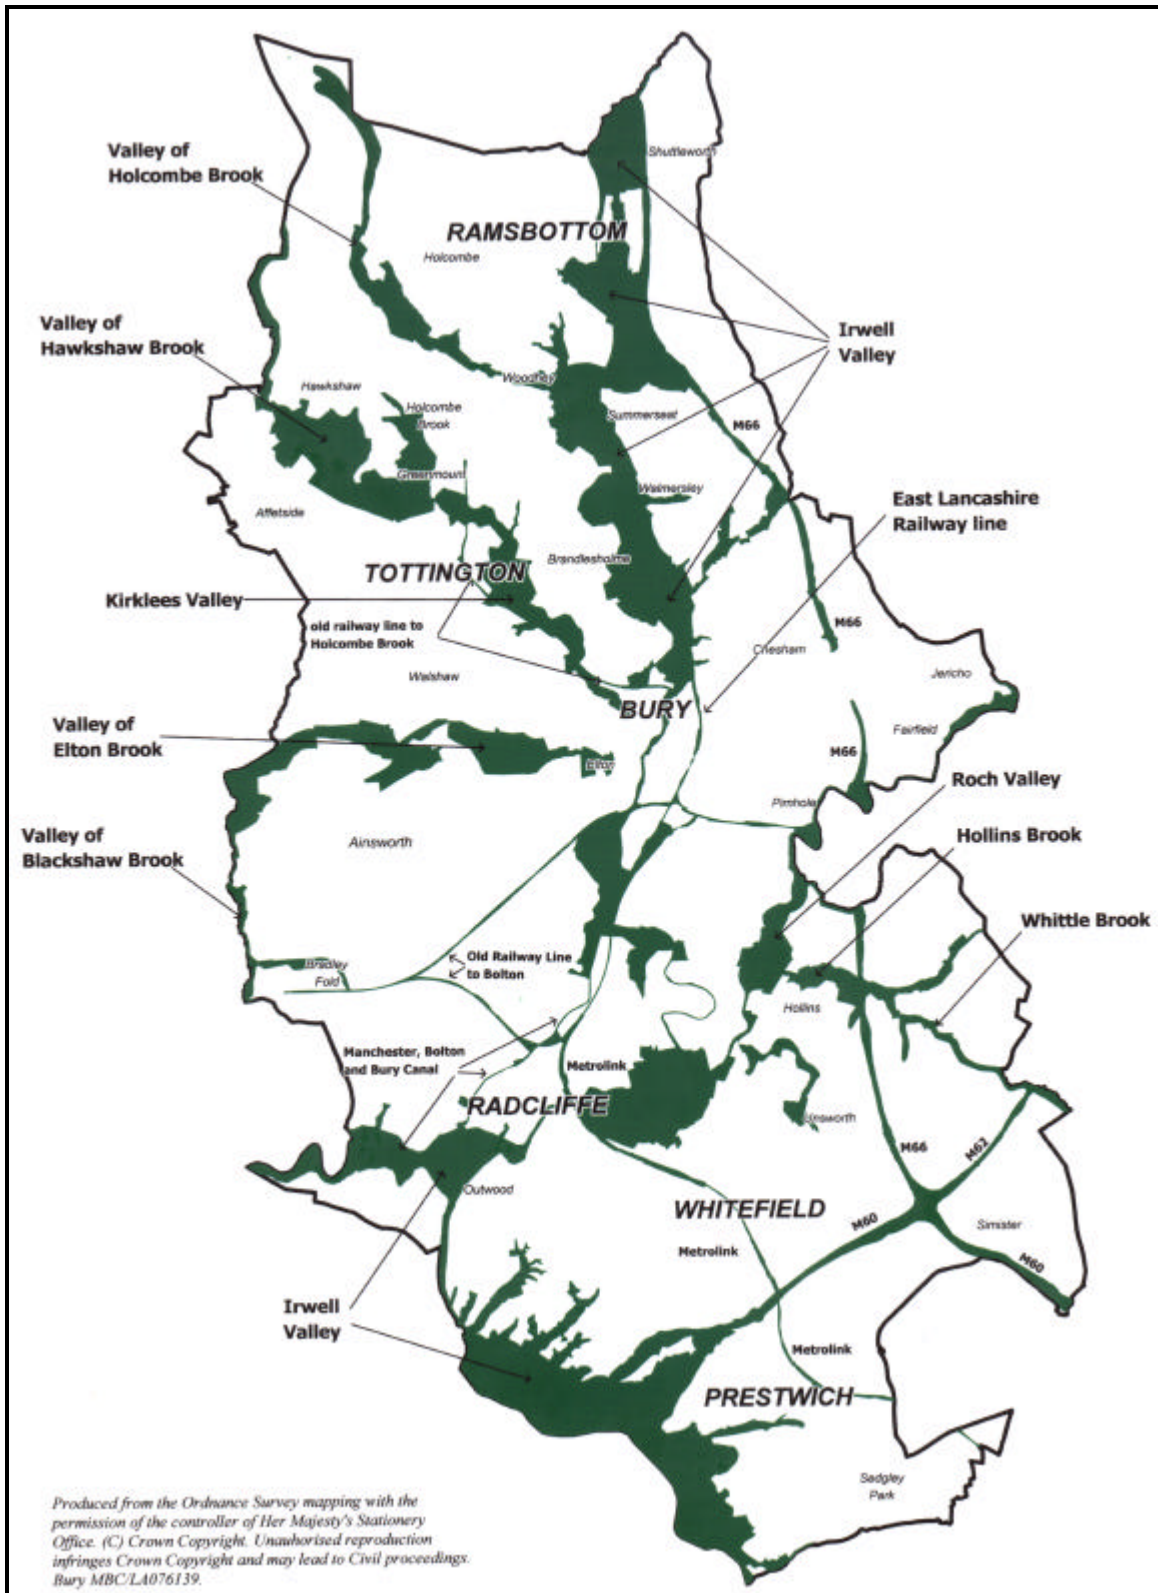 Shuttleworth
Valley of
Holcombe Brook
RAMSBOTTOM
Holcombe
Valley of
Hawkshaw Brook
Irwell
Valley
Woodhey
Hawkshaw
Holcombe
Brook
Summerseat
M66
Greenmount
Walmersley
East Lancashire
Railway line
Affetside
Brandlesholme
TOTTINGTON
Kirklees Valley
old railway line to
Holcombe Brook
M66
Chesham
Walshaw
Jericho
BURY
Valley of
Elton Brook
Fairfield
M66
Elton
Roch Valley
Pimhole
Valley of
Blackshaw Brook
Ainsworth
Hollins Brook
Whittle Brook
Old Railway Line
to Bolton
Bradley
Fold
Hollins
Manchester, Bolton
and Bury Canal
Metrolink
RADCLIFFE
Unsworth
M66
M62
Outwood
WHITEFIELD
M60
Simister
Metrolink
M60
Irwell
Valley
Metrolink
PRESTWICH
Sedgley
Park
Produced from the Ordnance Survey mapping with the
permission of the controller of Her Majesty's Stationery
Office. (C) Crown Copyright. Unauhorised reproduction
infringes Crown Copyright and may lead to Civil proceedings.
Bury MBC/LA076139.